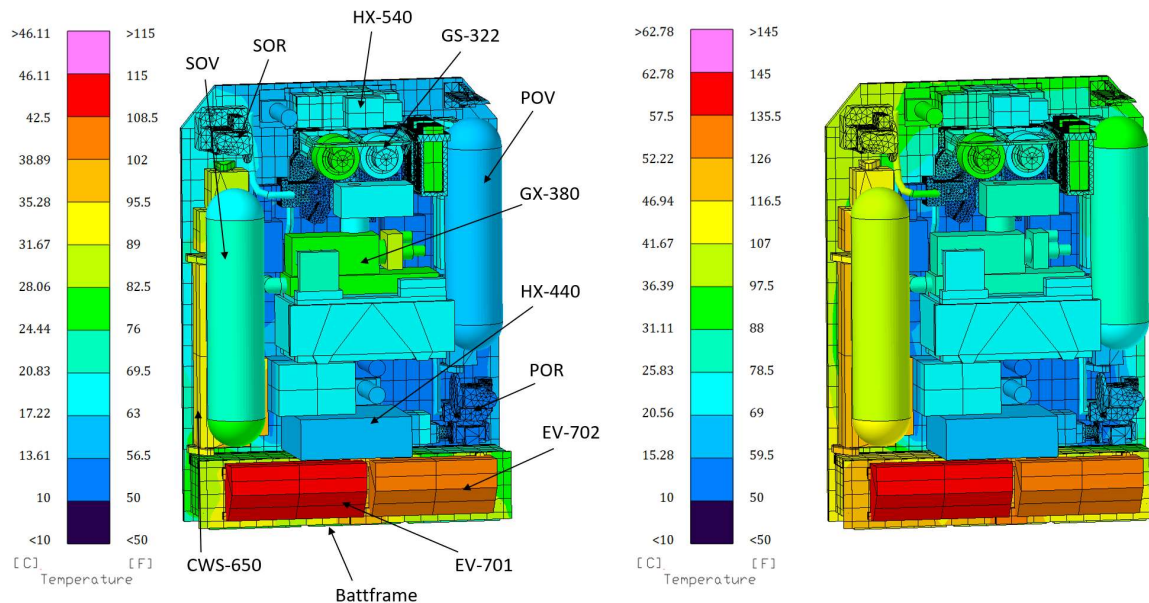 >46.11 >115
46.11 115
42.5 108.5
38.89 102
35.28 95.5
31.67 89
28.06 82.5
24.44 76
20.83 69.5
17.22 63
13.61 56.5
10 50
<10 <50
[C] [F]
Temperature
HX-540
GS-322
SOR
SOV
POV
GX-380
HX-440
POR
EV-702
CWS-650
EV-701
Battframe
>62.78 >145
62.78 145
57.5 135.5
52.22 126
46.94 116.5
41.67 107
36.39 97.5
31.11 88
25.83 78.5
20.56 69
15.28 59.5
10 50
<10 <50
[C] [F]
Temperature